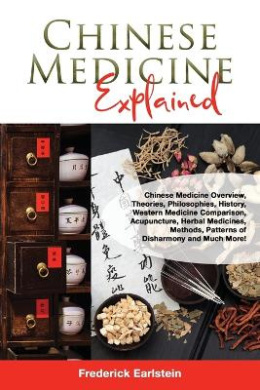 CHINESE
MEDICINE
Explained
Chinese Medicine Overview,
Theories, Philosophies, History,
Western Medicine Comparison,
Acupuncture, Herbal Medicines,
Methods, Patterns of
Disharmony and Much More!
Frederick Earlstein